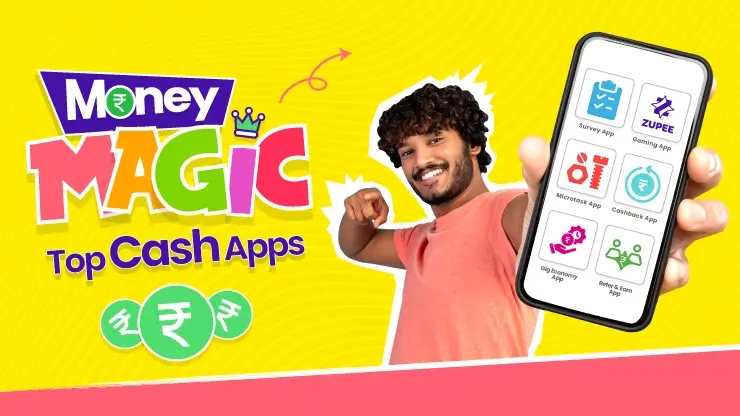 Money
MAGIC
Top Cash Apps
Survey App
ZUPEE
Gaming App
Microtask App
Cashback App
Gig Economy
App
Refer & Earn
App